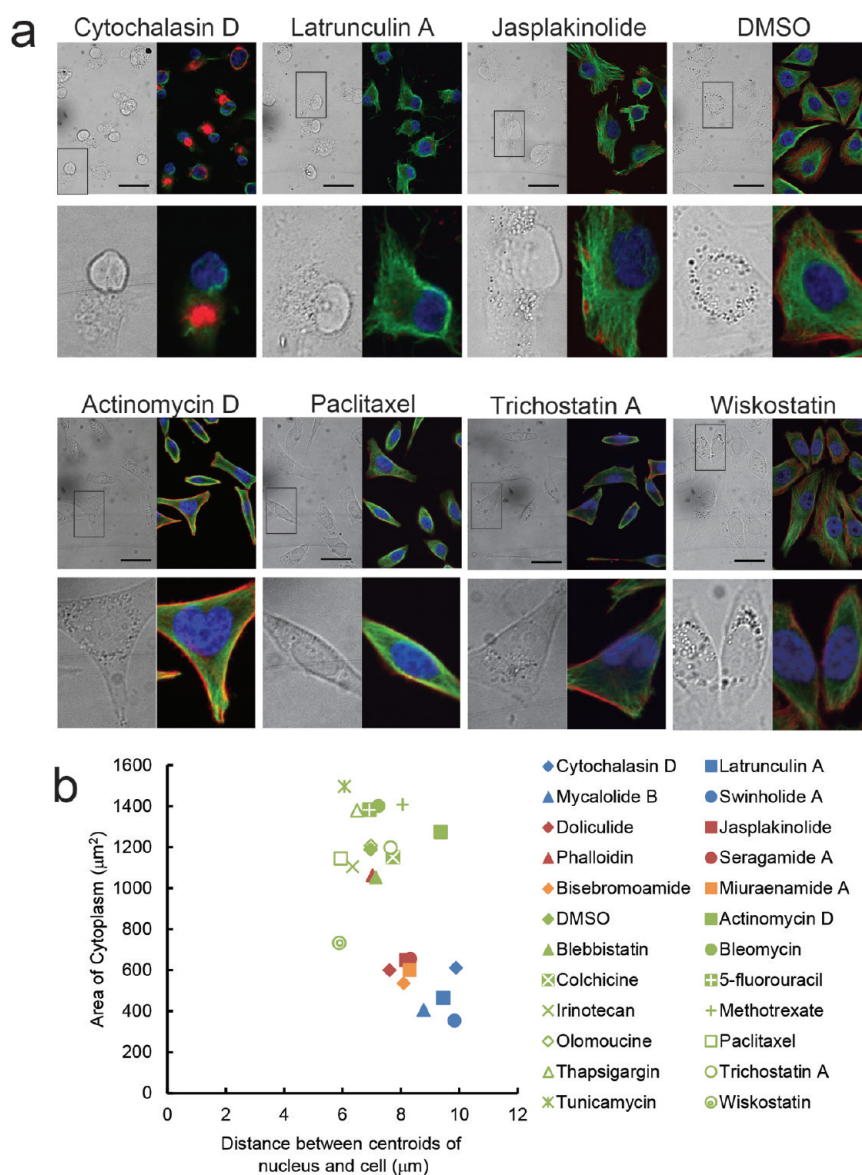 a
Cytochalasin D Latrunculin A Jasplakinolide DMSO
Actinomycin D Paclitaxel Trichostatin A Wiskostatin
b
Area of Cytoplasm (μm²)
1600
1400
1200
1000
800
600
400
200
0
0 2 4 6 8 10 12
Distance between centroids of
nucleus and cell (μm)
Cytochalasin D Latrunculin A
Mycalolide B Swinholide A
Doliculide Jasplakinolide
Phalloidin Seragamide A
Bisebromoamide Miuraenamide A
DMSO Actinomycin D
Blebbistatin Bleomycin
Colchicine 5-fluorouracil
Irinotecan Methotrexate
Olomoucine Paclitaxel
Thapsigargin Trichostatin A
Tunicamycin Wiskostatin